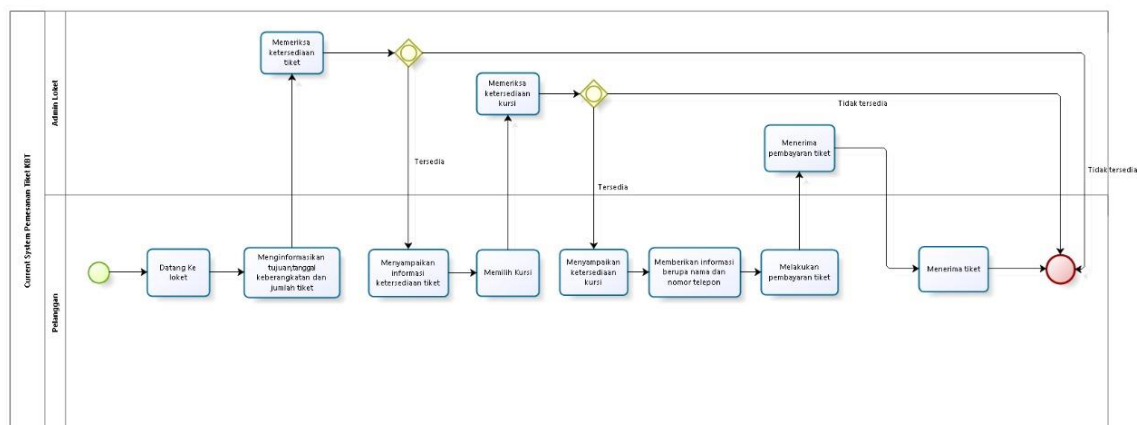 Current System Pemesanan Tiket KBT
Admin Loket
Pelanggan
Memeriksa
ketersediaan
tiket
Memeriksa
ketersediaan
kursi
Tidak tersedia
Menerima
pembayaran tiket
Tersedia
Tidak tersedia
Tersedia
Datang Ke
loket
Menginformasikan
tujuan,tanggal
keberangkatan dan
jumlah tiket
Menyampaikan
informasi
ketersediaan tiket
Memilih Kursi
Menyampaikan
ketersediaan
kursi
Memberikan informasi
berupa nama dan
nomor telepon
Melakukan
pembayaran tiket
Menerima tiket